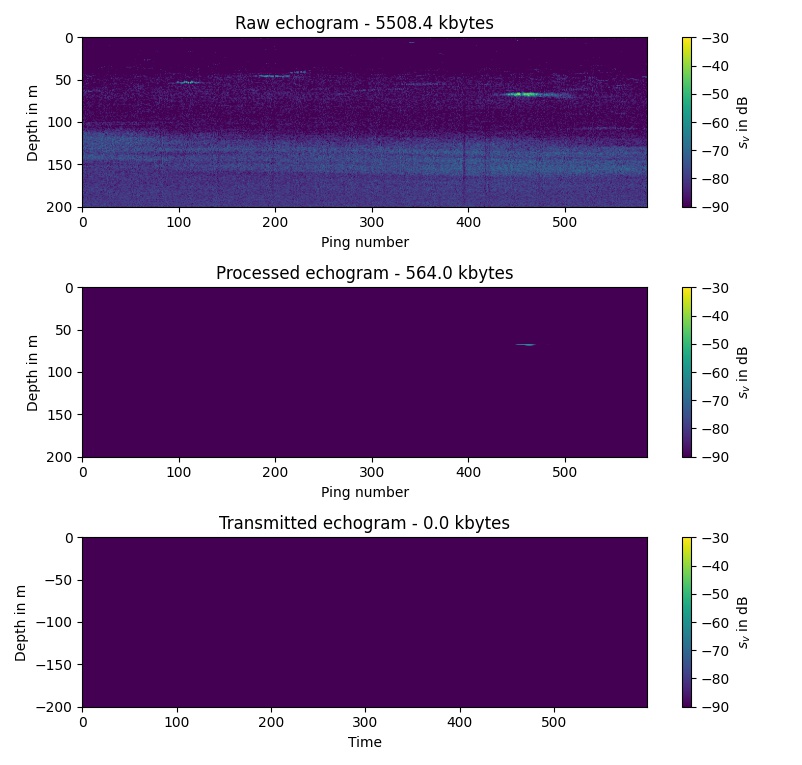 Raw echogram - 5508.4 kbytes
0
50
100
150
200
Depth in m
0 100 200 300 400 500
Ping number
−30
−40
−50
−60
−70
−80
−90
sv in dB
Processed echogram - 564.0 kbytes
0
50
100
150
200
Depth in m
0 100 200 300 400 500
Ping number
−30
−40
−50
−60
−70
−80
−90
sv in dB
Transmitted echogram - 0.0 kbytes
0
−50
−100
−150
−200
Depth in m
0 100 200 300 400 500
Time
−30
−40
−50
−60
−70
−80
−90
sv in dB